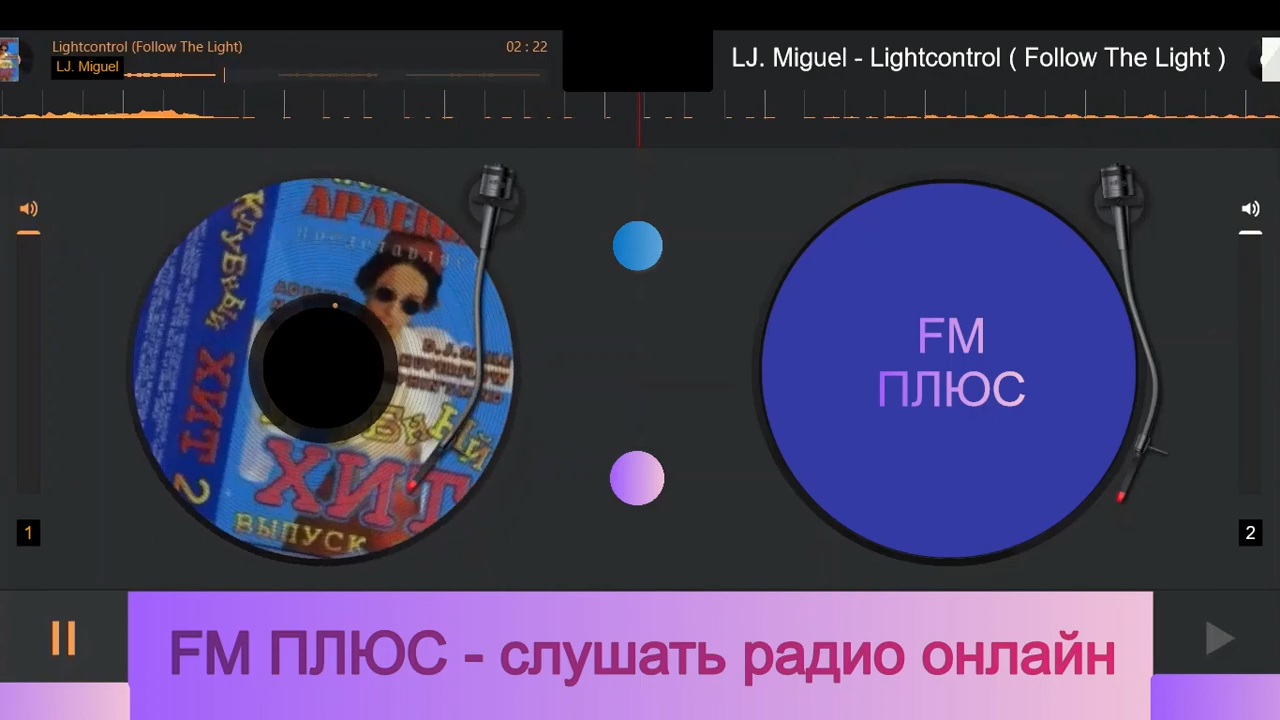 Lightcontrol (Follow The Light)
02 : 22
LJ. Miguel
LJ. Miguel - Lightcontrol ( Follow The Light )
Клубный
ХИТ 2
ХИТ
ВЫПУСК
FM
ПЛЮС
1
2
FM ПЛЮС - слушать радио онлайн